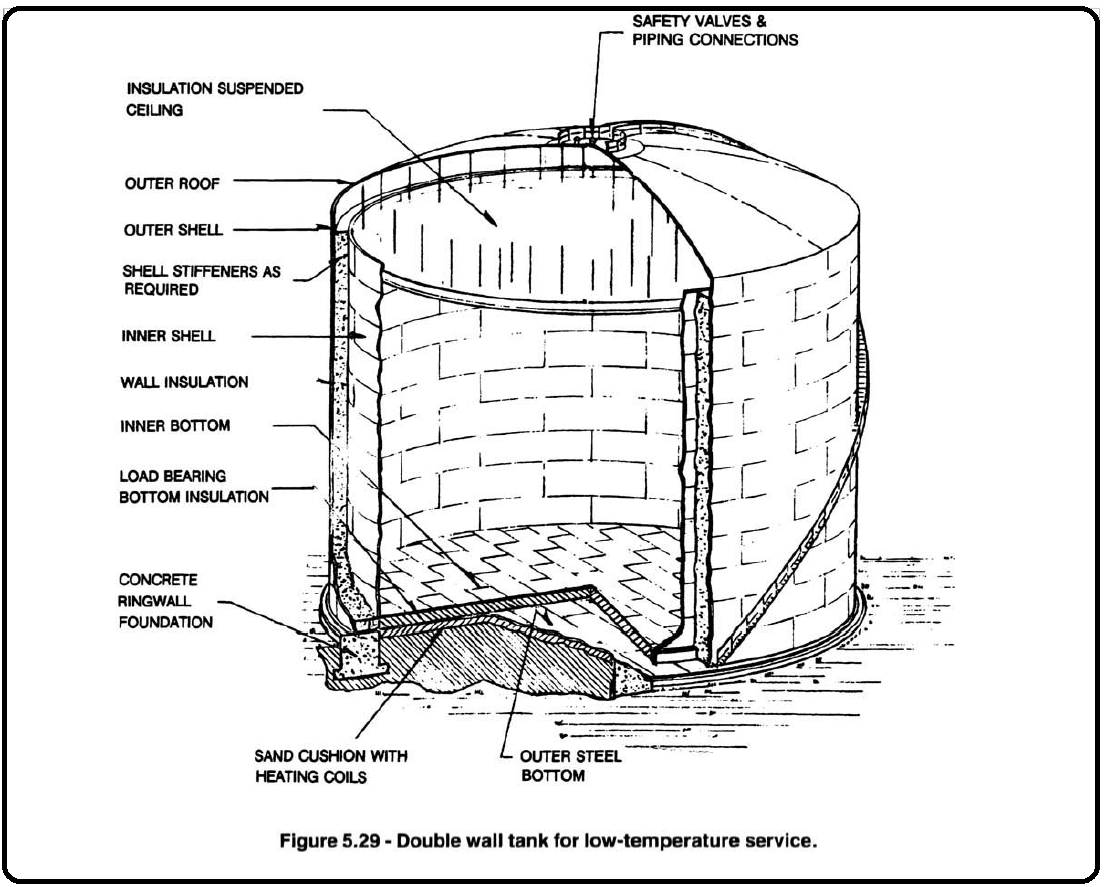 SAFETY VALVES &
PIPING CONNECTIONS
INSULATION SUSPENDED
CEILING
OUTER ROOF
OUTER SHELL
SHELL STIFFENERS AS
REQUIRED
INNER SHELL
WALL INSULATION
INNER BOTTOM
LOAD BEARING
BOTTOM INSULATION
CONCRETE
RINGWALL
FOUNDATION
SAND CUSHION WITH
HEATING COILS
OUTER STEEL
BOTTOM
Figure 5.29 - Double wall tank for low-temperature service.